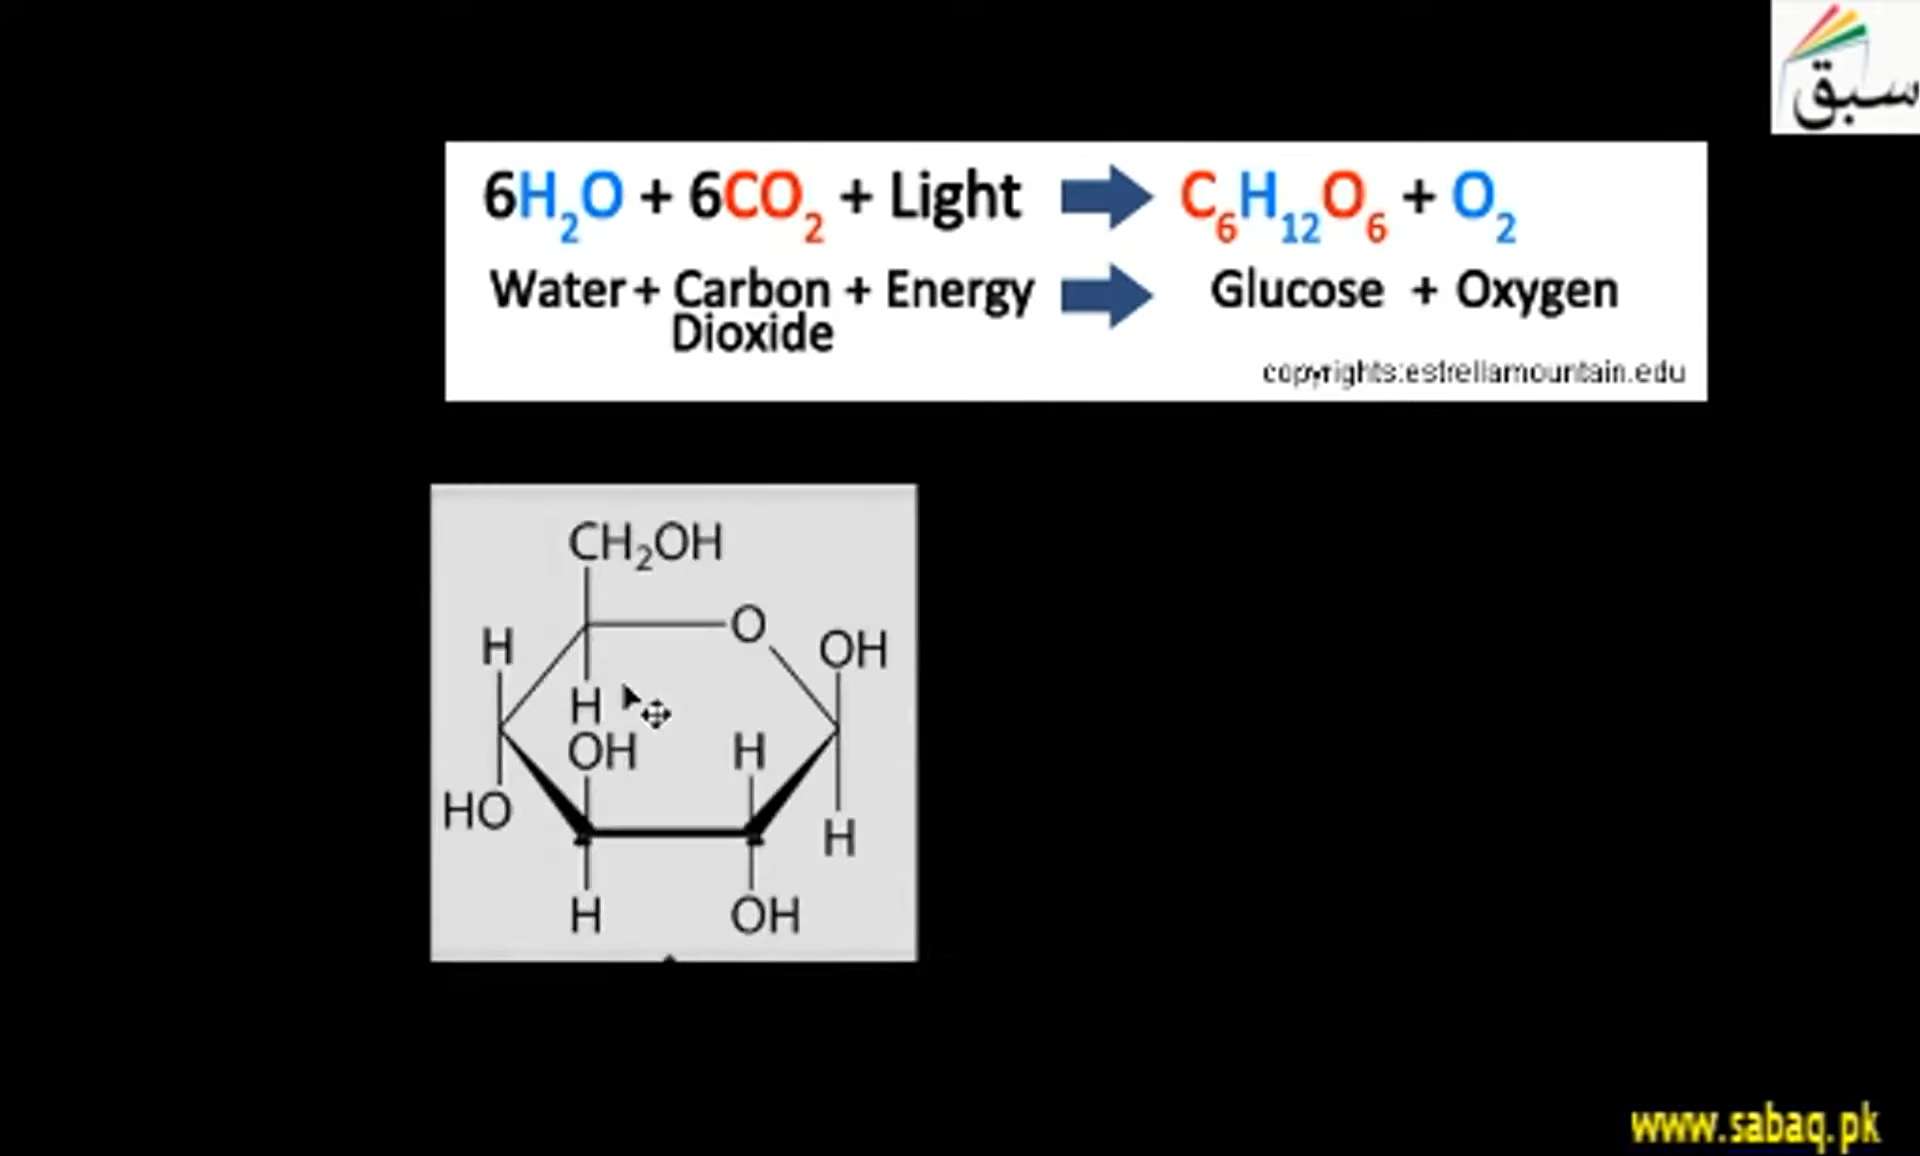 سبق
6H₂O + 6CO₂ + Light → C₆H₁₂O₆ + O₂
Water + Carbon Dioxide + Energy → Glucose + Oxygen
copyrights:estrellamountain.edu
CH₂OH
O
H
OH
H
OH
H
HO
H
H
OH
www.sabaq.pk